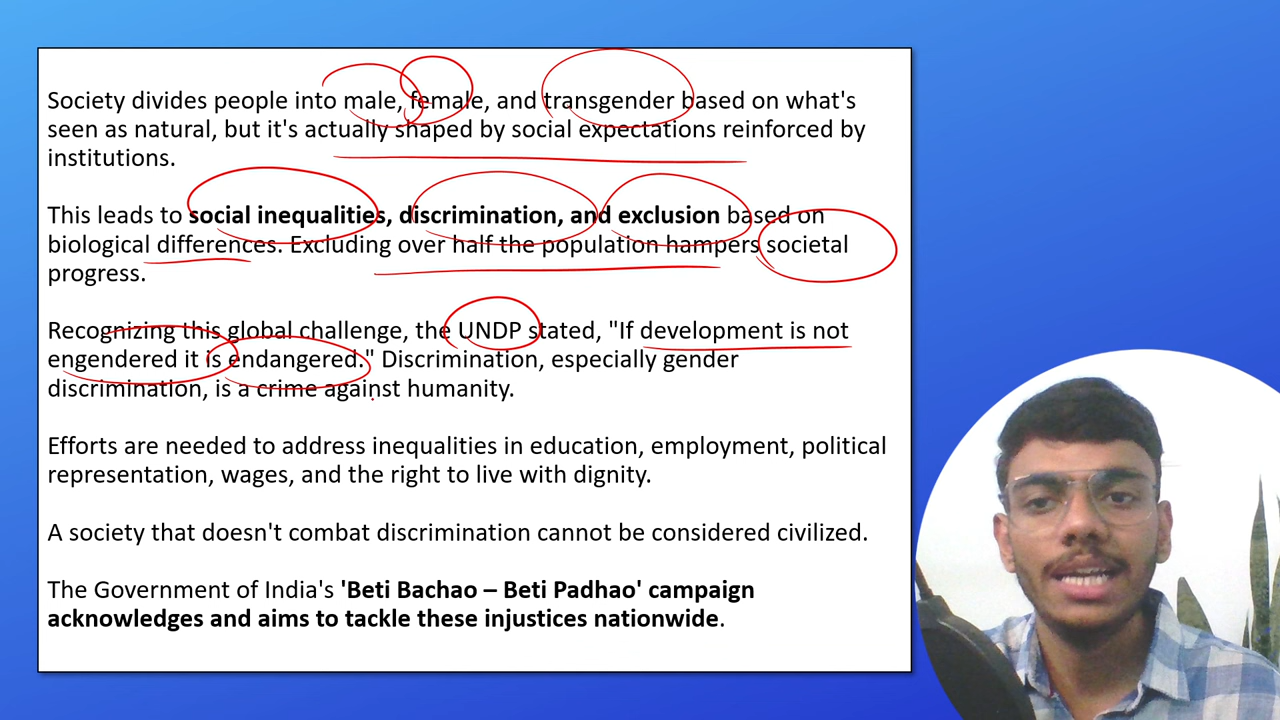 Society divides people into male, female, and transgender based on what's
seen as natural, but it's actually shaped by social expectations reinforced by
institutions.
This leads to social inequalities, discrimination, and exclusion based on
biological differences. Excluding over half the population hampers societal
progress.
Recognizing this global challenge, the UNDP stated, "If development is not
engendered it is endangered." Discrimination, especially gender
discrimination, is a crime against humanity.
Efforts are needed to address inequalities in education, employment, political
representation, wages, and the right to live with dignity.
A society that doesn't combat discrimination cannot be considered civilized.
The Government of India's 'Beti Bachao – Beti Padhao' campaign
acknowledges and aims to tackle these injustices nationwide.